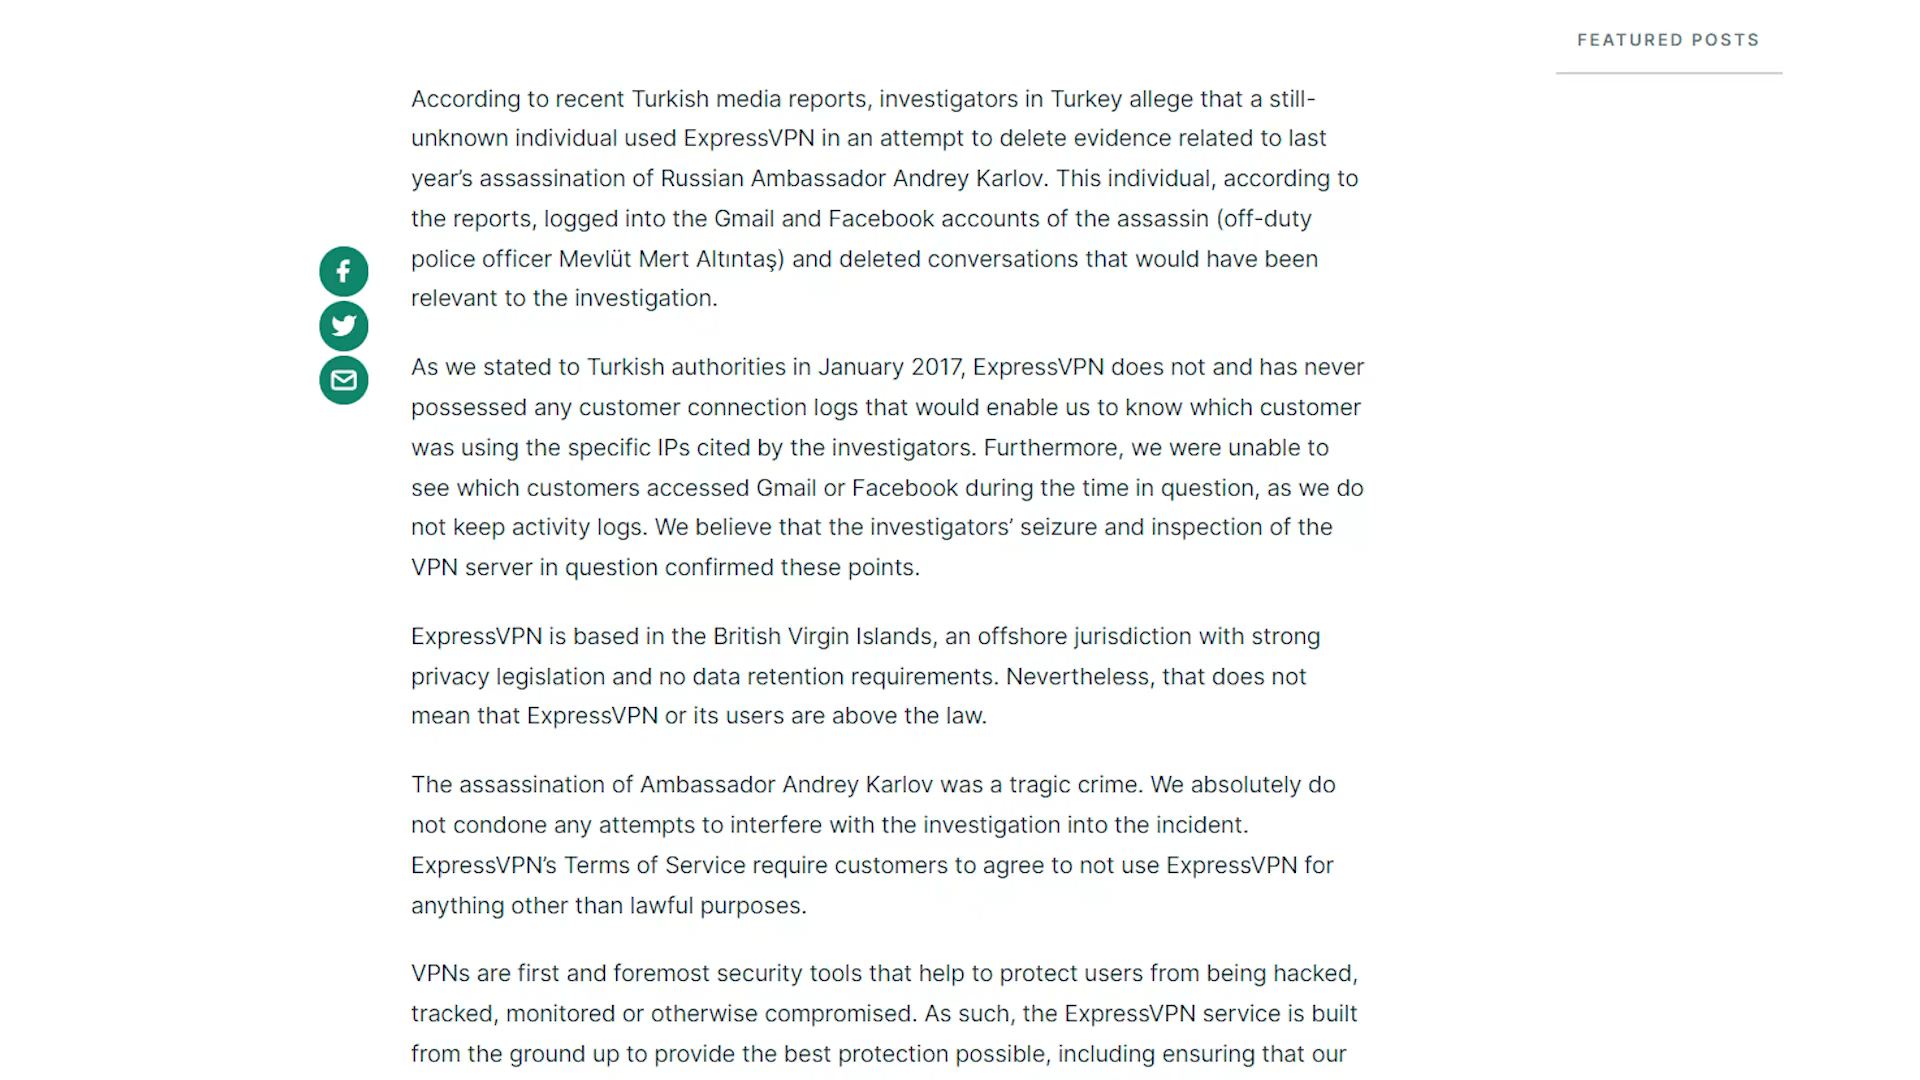 FEATURED POSTS
According to recent Turkish media reports, investigators in Turkey allege that a still-
unknown individual used ExpressVPN in an attempt to delete evidence related to last
year’s assassination of Russian Ambassador Andrey Karlov. This individual, according to
the reports, logged into the Gmail and Facebook accounts of the assassin (off-duty
police officer Mevlüt Mert Altıntaş) and deleted conversations that would have been
relevant to the investigation.
As we stated to Turkish authorities in January 2017, ExpressVPN does not and has never
possessed any customer connection logs that would enable us to know which customer
was using the specific IPs cited by the investigators. Furthermore, we were unable to
see which customers accessed Gmail or Facebook during the time in question, as we do
not keep activity logs. We believe that the investigators’ seizure and inspection of the
VPN server in question confirmed these points.
ExpressVPN is based in the British Virgin Islands, an offshore jurisdiction with strong
privacy legislation and no data retention requirements. Nevertheless, that does not
mean that ExpressVPN or its users are above the law.
The assassination of Ambassador Andrey Karlov was a tragic crime. We absolutely do
not condone any attempts to interfere with the investigation into the incident.
ExpressVPN’s Terms of Service require customers to agree to not use ExpressVPN for
anything other than lawful purposes.
VPNs are first and foremost security tools that help to protect users from being hacked,
tracked, monitored or otherwise compromised. As such, the ExpressVPN service is built
from the ground up to provide the best protection possible, including ensuring that our